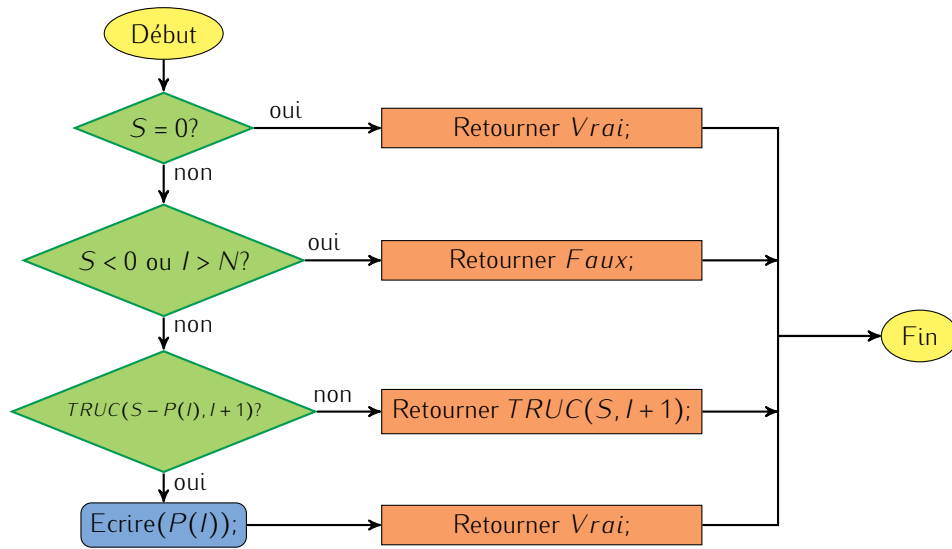 Début
S = 0?
oui
Retourner Vrai;
non
S < 0 ou I > N?
oui
Retourner Faux;
non
Fin
TRUC(S − P(I), I + 1)?
non
Retourner TRUC(S, I + 1);
oui
Ecrire(P(I));
Retourner Vrai;